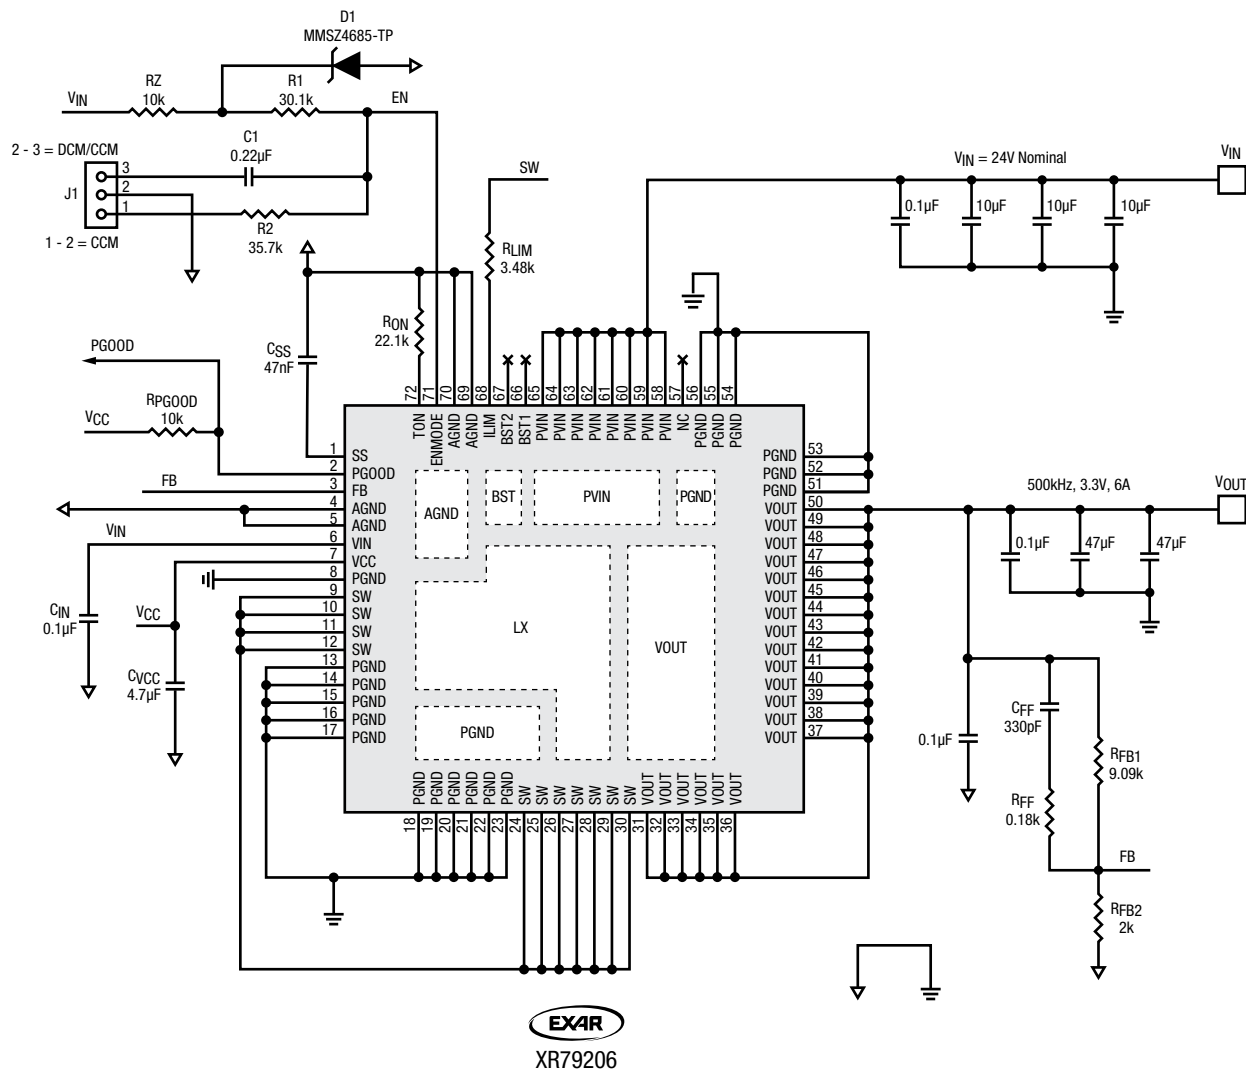 D1
MMSZ4685-TP
VIN
RZ
10k
R1
30.1k
EN
2 - 3 = DCM/CCM
C1
0.22µF
3
2
1
J1
1 - 2 = CCM
R2
35.7k
SW
RLIM
3.48k
VIN = 24V Nominal
VIN
0.1µF
10µF
10µF
10µF
RON
22.1k
CSS
47nF
PGOOD
RPGOOD
10k
VCC
72
71
70
69
68
67
66
65
64
63
62
61
60
59
58
57
56
55
54
TON
ENMODE
AGND
AGND
ILIM
BST2
BST1
PVIN
PVIN
PVIN
PVIN
PVIN
PVIN
PVIN
PVIN
NC
PGND
PGND
PGND
1 SS
2 PGOOD
FB 3 FB
4 AGND
5 AGND
VIN 6 VIN
7 VCC
8 PGND
9 SW
10 SW
11 SW
12 SW
13 PGND
14 PGND
15 PGND
16 PGND
17 PGND
CIN
0.1µF
VCC
CVCC
4.7µF
AGND
BST
PVIN
PGND
LX
VOUT
PGND
PGND 53
PGND 52
PGND 51
VOUT 50
VOUT 49
VOUT 48
VOUT 47
VOUT 46
VOUT 45
VOUT 44
VOUT 43
VOUT 42
VOUT 41
VOUT 40
VOUT 39
VOUT 38
VOUT 37
500kHz, 3.3V, 6A
VOUT
0.1µF
47µF
47µF
0.1µF
CFF
330pF
RFB1
9.09k
RFF
0.18k
FB
RFB2
2k
PGND
PGND
PGND
PGND
PGND
PGND
SW
SW
SW
SW
SW
SW
SW
VOUT
VOUT
VOUT
VOUT
VOUT
VOUT
18
19
20
21
22
23
24
25
26
27
28
29
30
31
32
33
34
35
36
EXAR
XR79206